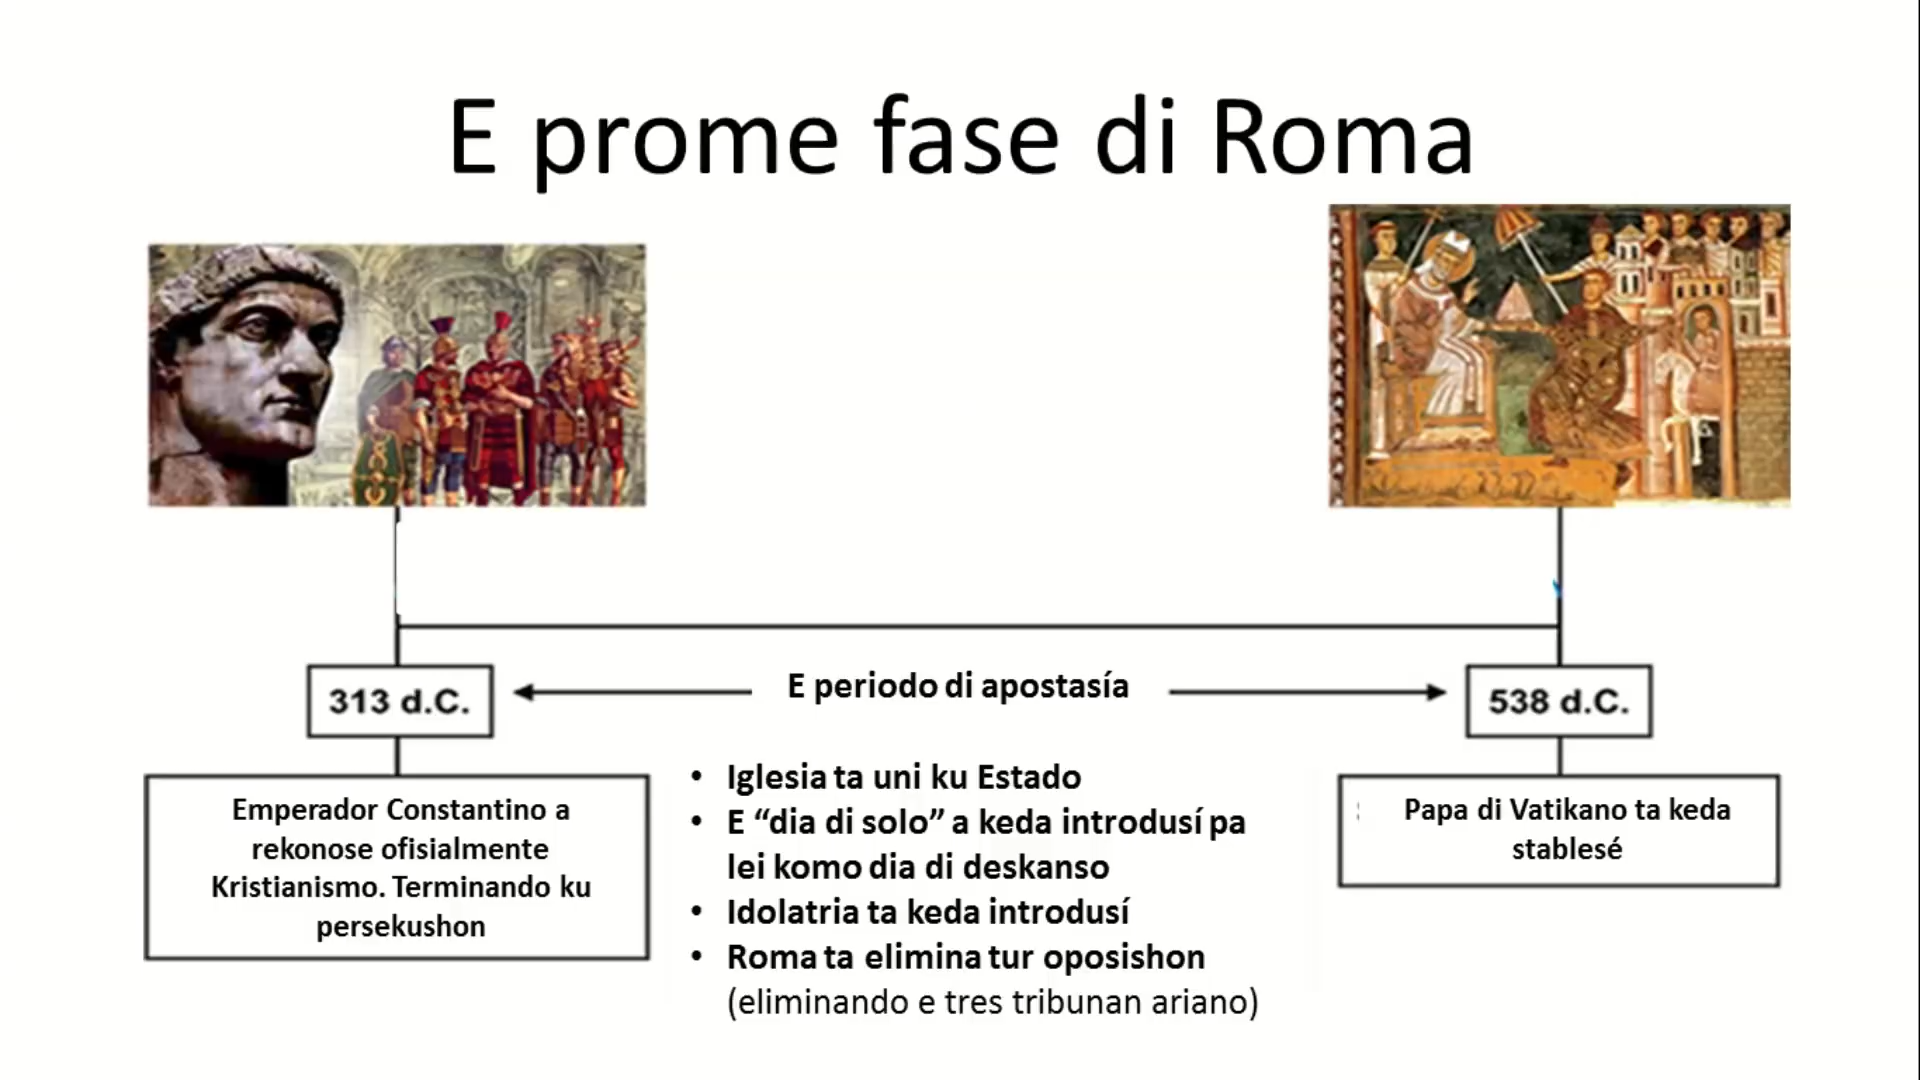 E prome fase di Roma
313 d.C.
E periodo di apostasía
538 d.C.
Emperador Constantino a
rekonose ofisialmente
Kristianismo. Terminando ku
persekushon
• Iglesia ta uni ku Estado
• E “dia di solo” a keda introdusí pa
lei komo dia di deskanso
• Idolatria ta keda introdusí
• Roma ta elimina tur oposishon
(eliminando e tres tribunan ariano)
Papa di Vatikano ta keda
stablesé